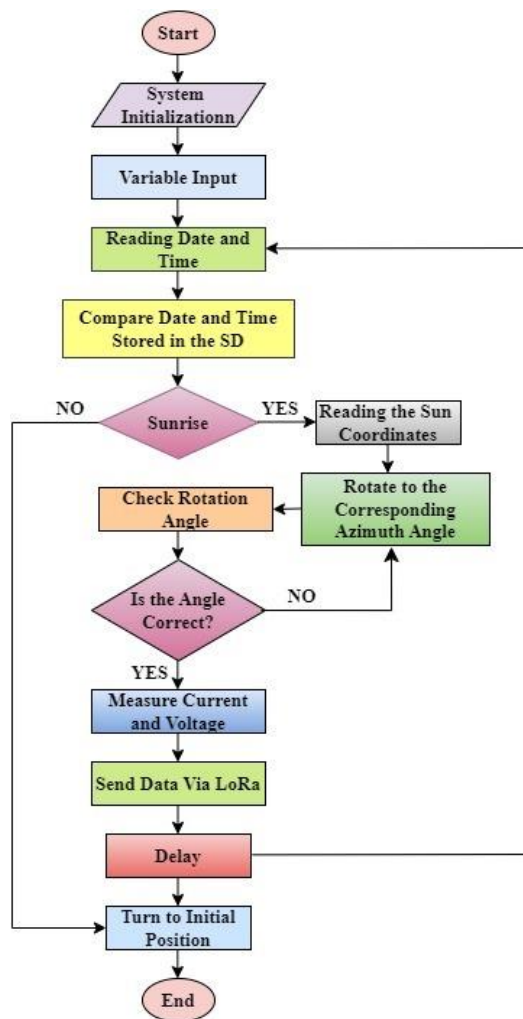 Start
System
Initializationn
Variable Input
Reading Date and
Time
Compare Date and Time
Stored in the SD
NO
Sunrise
YES
Reading the Sun
Coordinates
Rotate to the
Corresponding
Azimuth Angle
Check Rotation
Angle
Is the Angle
Correct?
NO
YES
Measure Current
and Voltage
Send Data Via LoRa
Delay
Turn to Initial
Position
End